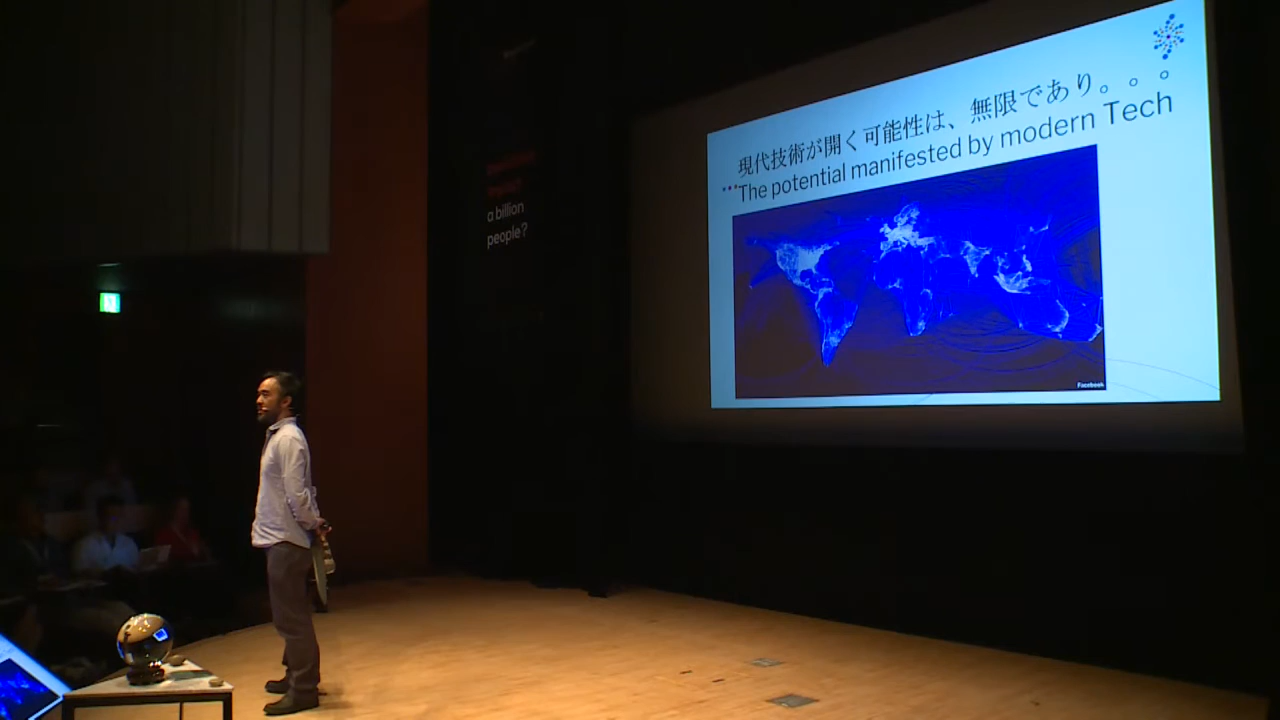 現代技術が開く可能性は、無限であり。。。
The potential manifested by modern Tech
Facebook
a billion
people?